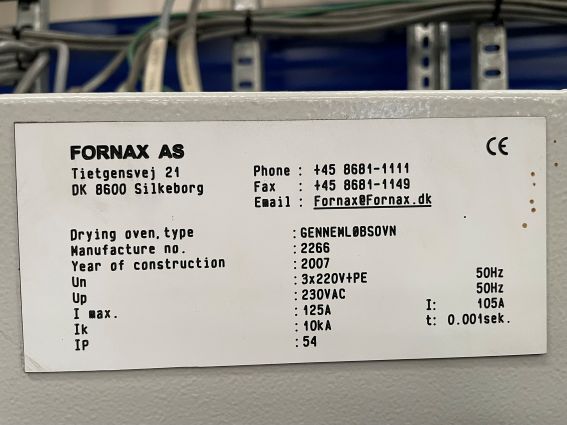 FORNAX AS
Tietgensvej 21
DK 8600 Silkeborg
Phone : +45 8681-1111
Fax : +45 8681-1149
Email : Fornax@Fornax.dk
CE
Drying oven, type :GENNEMLØBSOVN
Manufacture no. :2266
Year of construction :2007
Un :3x220V+PE 50Hz
Up :230VAC 50Hz
I max. :125A I: 105A
Ik :10kA t: 0.001sek.
IP :54